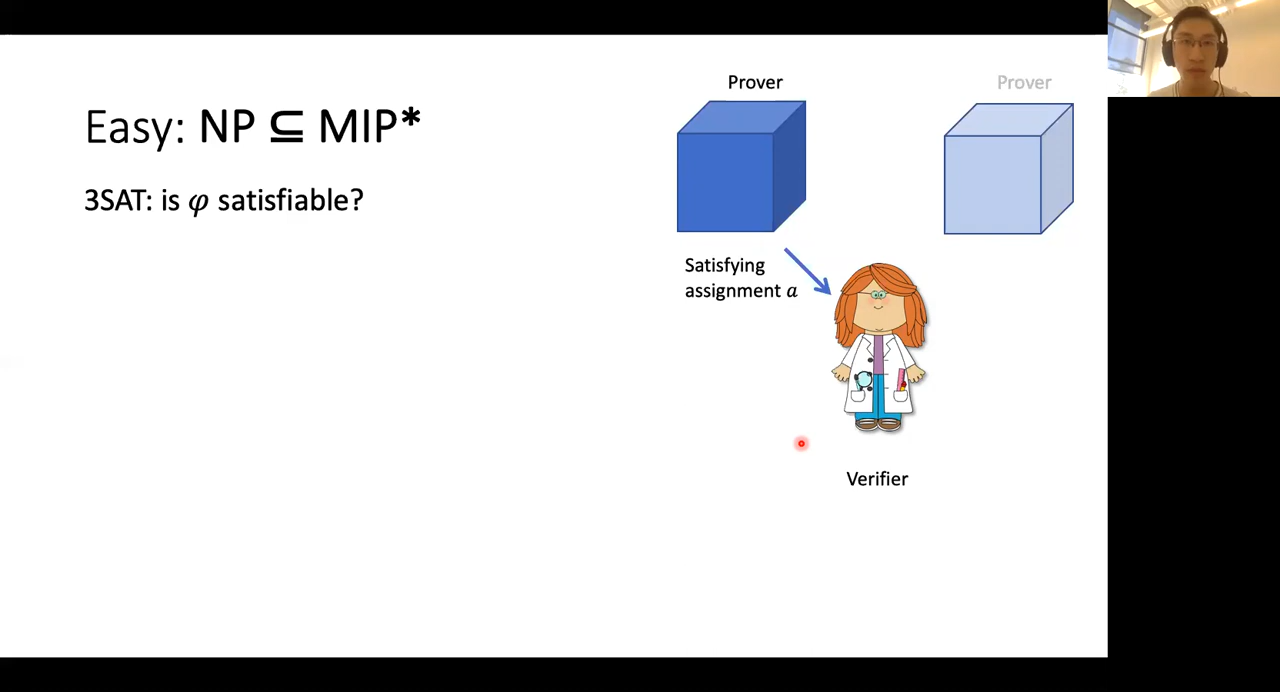 Easy: NP ⊆ MIP*
3SAT: is φ satisfiable?
Prover
Prover
Satisfying
assignment a
Verifier